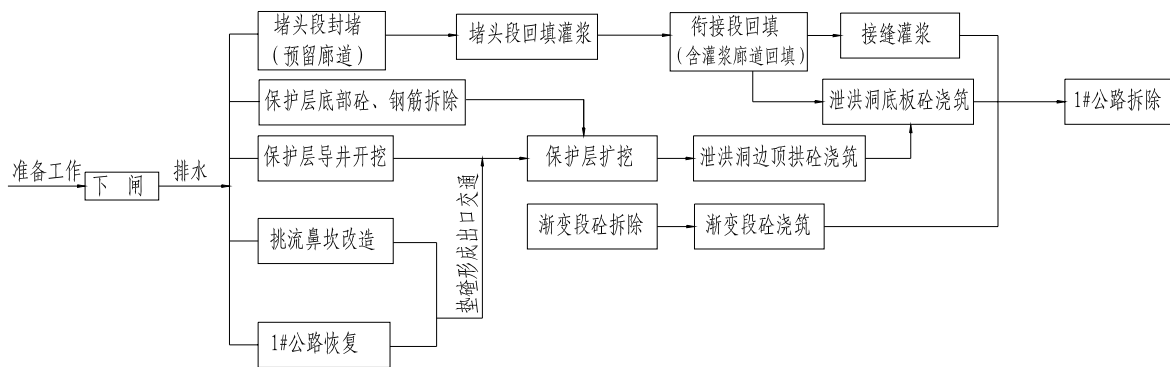 堵头段封堵
（预留廊道）
堵头段回填灌浆
衔接段回填
（含灌浆廊道回填）
接缝灌浆
保护层底部砼、钢筋拆除
泄洪洞底板砼浇筑
1#公路拆除
准备工作
下 闸
排水
保护层导井开挖
保护层扩挖
泄洪洞边顶拱砼浇筑
垫碴形成出口交通
挑流鼻坎改造
渐变段砼拆除
渐变段砼浇筑
1#公路恢复